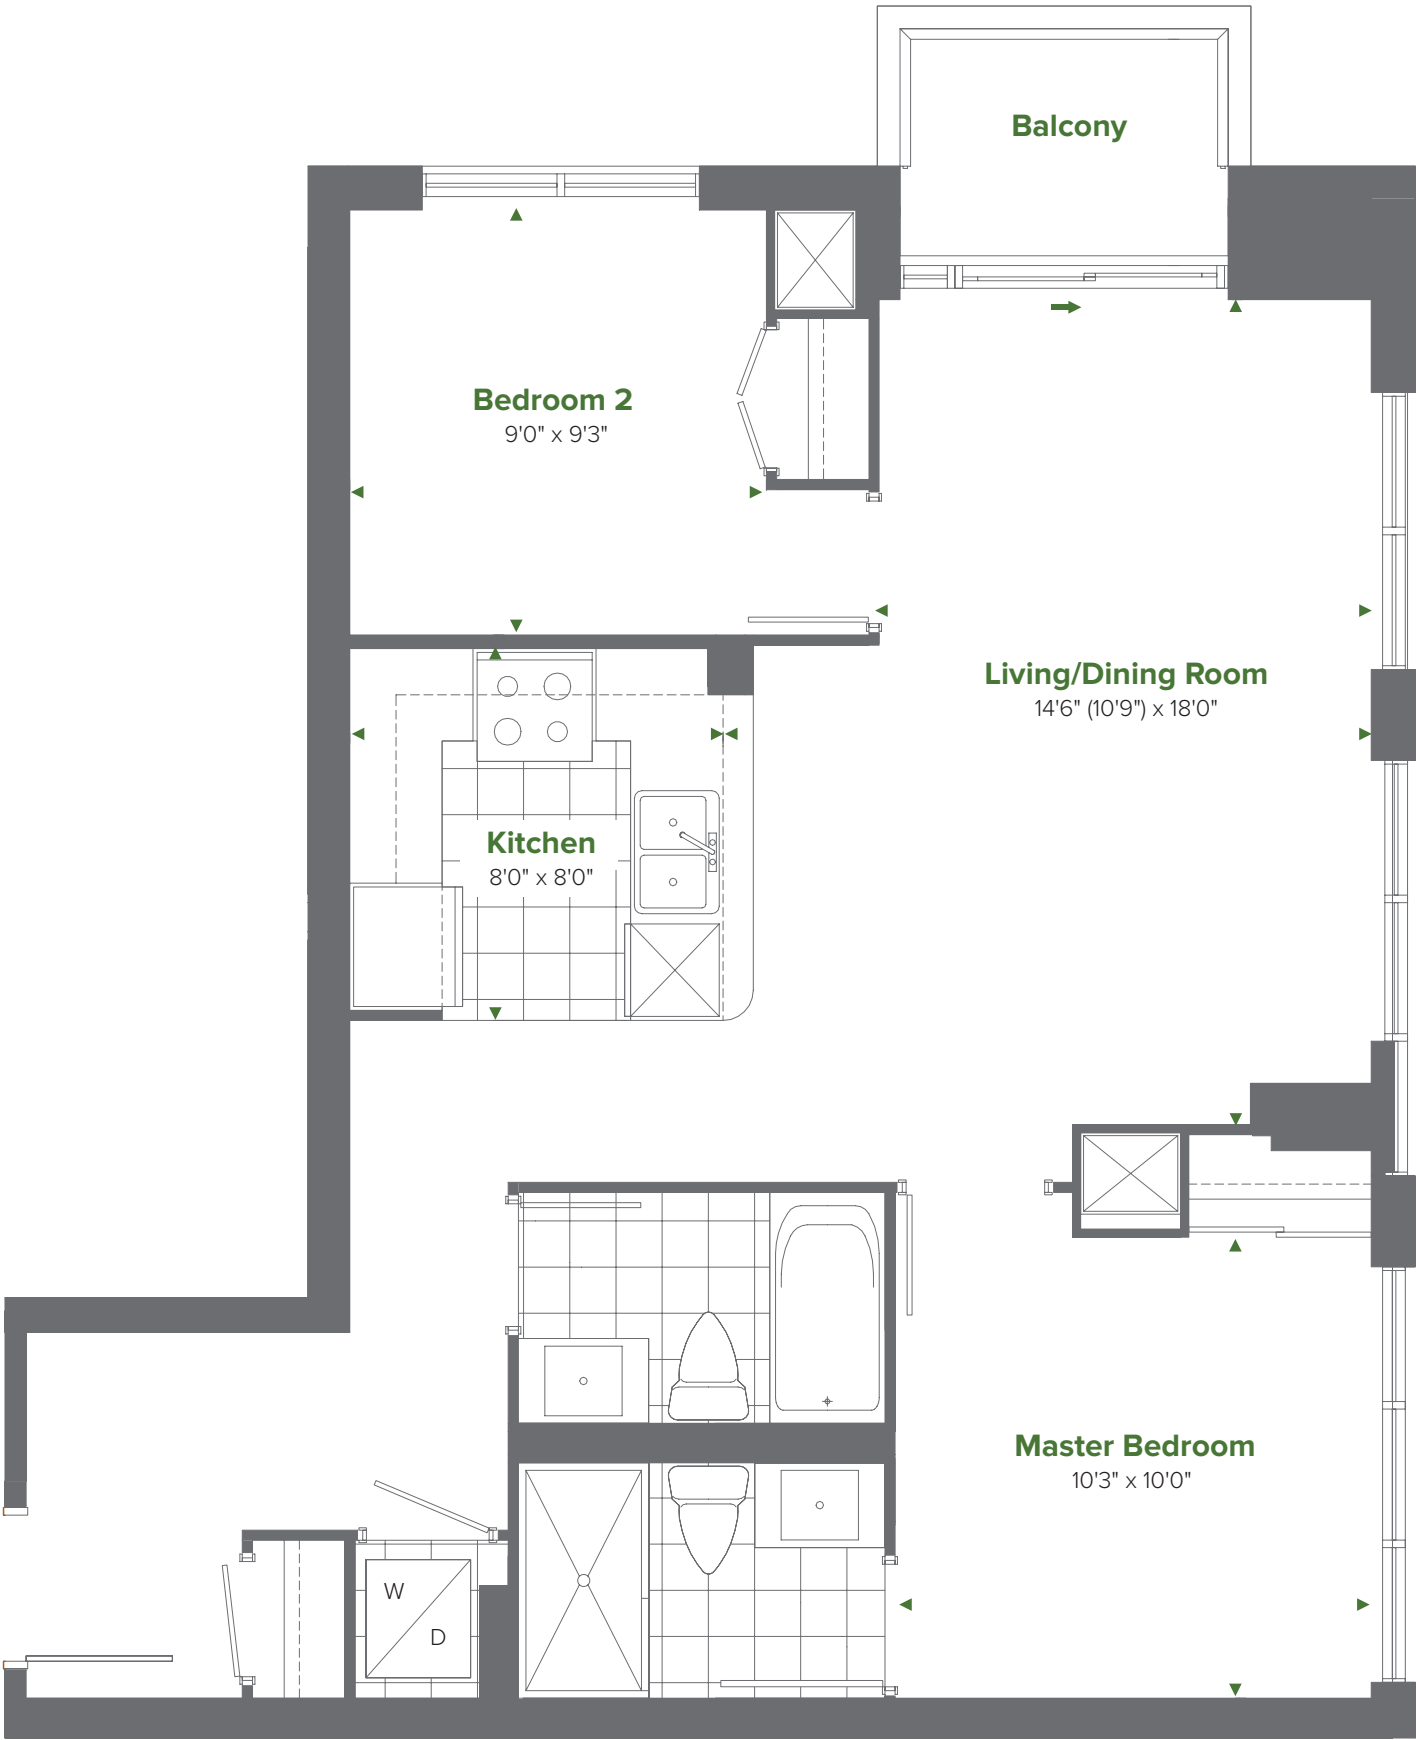 Balcony
Bedroom 2
9'0" x 9'3"
Living/Dining Room
14'6" (10'9") x 18'0"
Kitchen
8'0" x 8'0"
Master Bedroom
10'3" x 10'0"
W
D